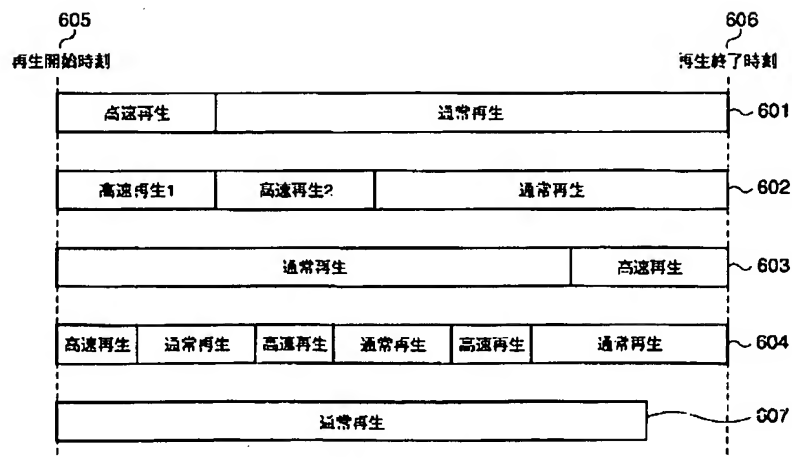 605 606
再生開始時刻 再生終了時刻
高速再生 通常再生 601
高速再生1 高速再生2 通常再生 602
通常再生 高速再生 603
高速再生 通常再生 高速再生 通常再生 高速再生 通常再生 604
通常再生 607